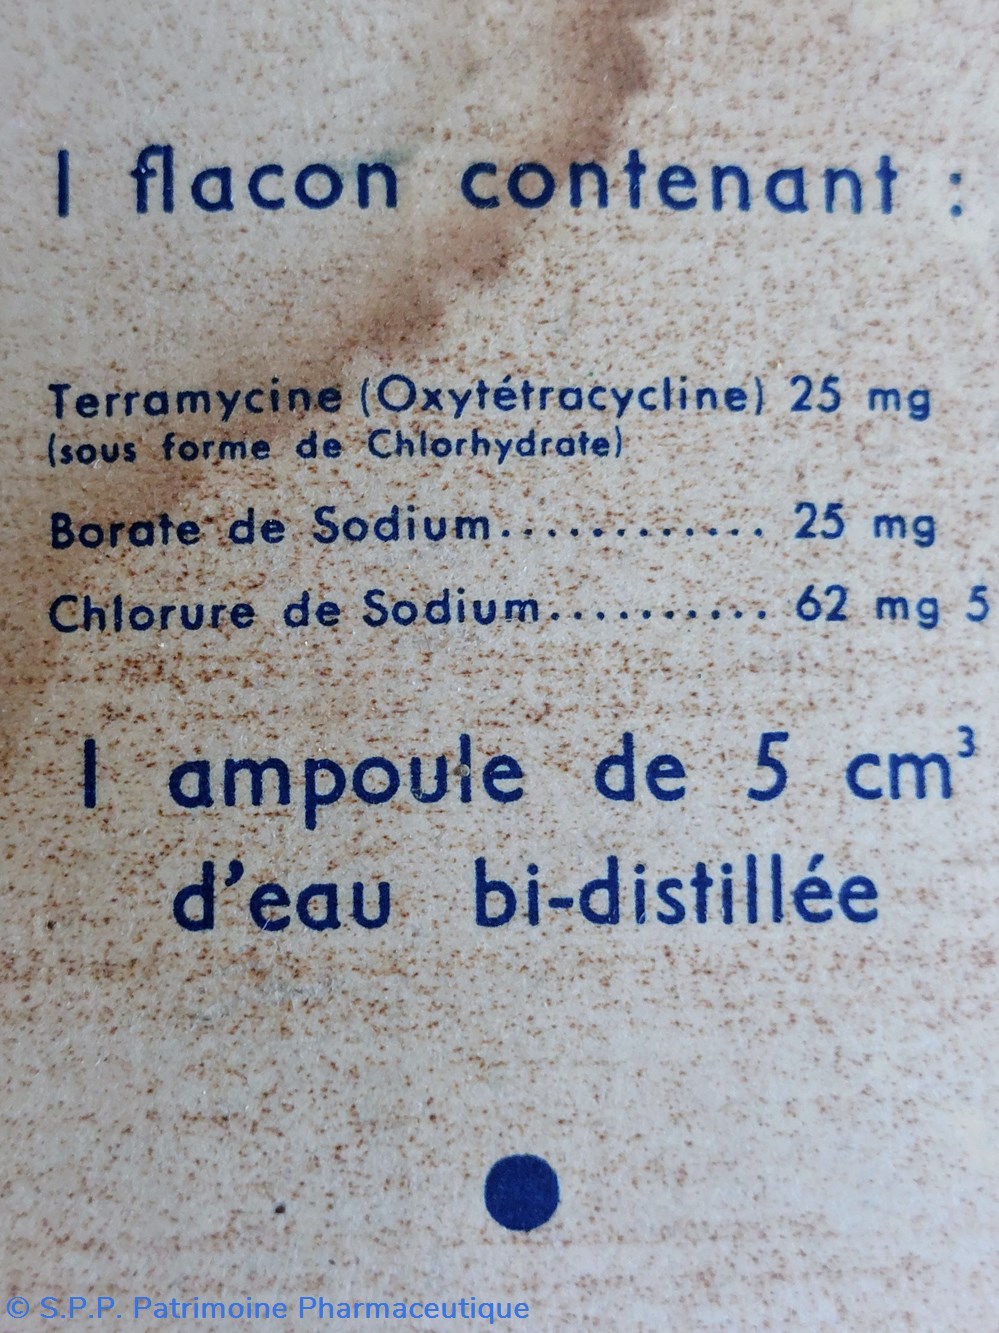 1 flacon contenant :
Terramycine (Oxytétracycline) 25 mg
(sous forme de Chlorhydrate)
Borate de Sodium............ 25 mg
Chlorure de Sodium.......... 62 mg 5
1 ampoule de 5 cm³
d'eau bi-distillée
© S.P.P. Patrimoine Pharmaceutique